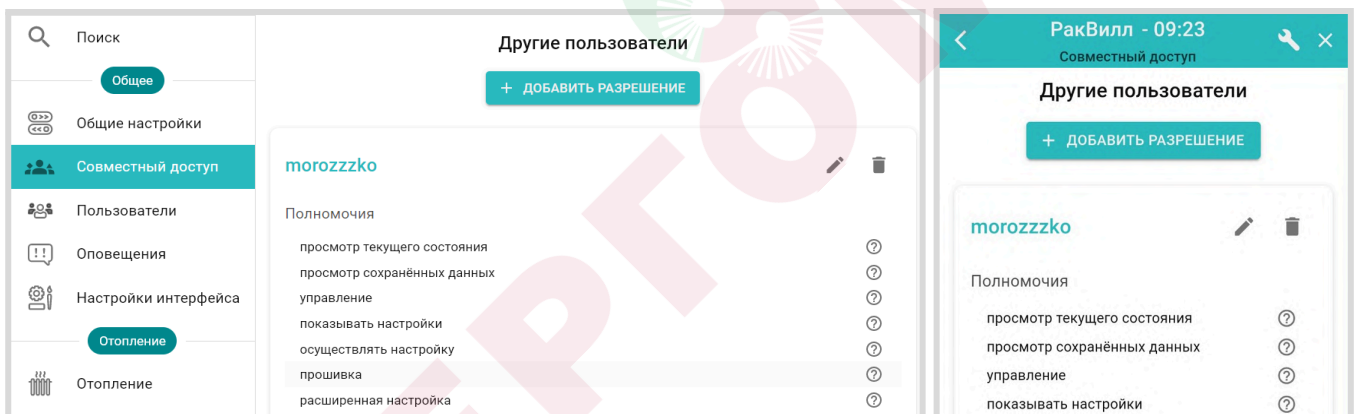 Поиск
Общее
Общие настройки
Совместный доступ
Пользователи
Оповещения
Настройки интерфейса
Отопление
Отопление
Другие пользователи
+ ДОБАВИТЬ РАЗРЕШЕНИЕ
morozzzko
Полномочия
просмотр текущего состояния
просмотр сохранённых данных
управление
показывать настройки
осуществлять настройку
прошивка
расширенная настройка
РакВилл - 09:23
Совместный доступ
Другие пользователи
+ ДОБАВИТЬ РАЗРЕШЕНИЕ
morozzzko
Полномочия
просмотр текущего состояния
просмотр сохранённых данных
управление
показывать настройки